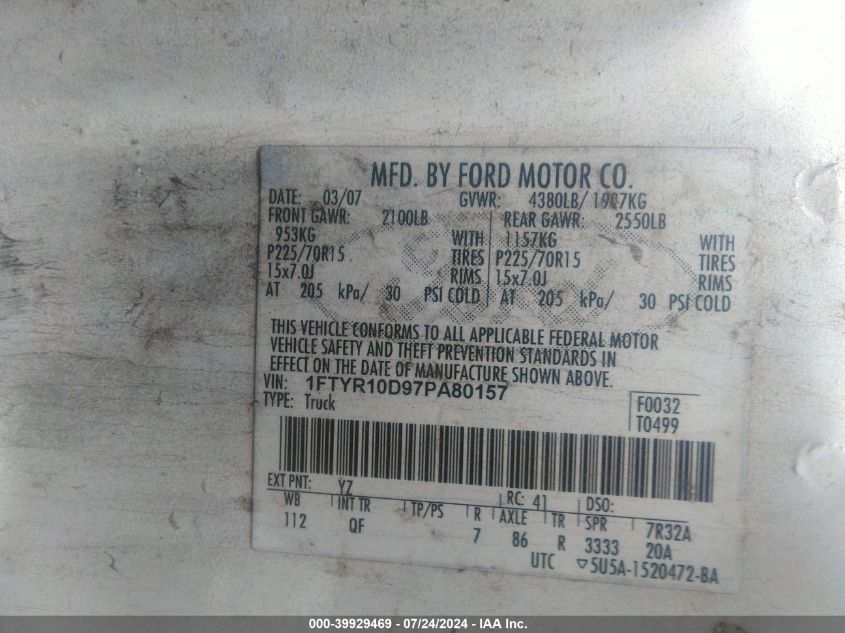 MFD. BY FORD MOTOR CO.
DATE: 03/07 GVWR: 4380LB/ 1987KG
FRONT GAWR: 2100LB REAR GAWR: 2550LB
953KG WITH 1157KG WITH
P225/70R15 TIRES P225/70R15 TIRES
15x7.0J RIMS 15x7.0J RIMS
AT 205 kPa/ 30 PSI COLD AT 205 kPa/ 30 PSI COLD
THIS VEHICLE CONFORMS TO ALL APPLICABLE FEDERAL MOTOR
VEHICLE SAFETY AND THEFT PREVENTION STANDARDS IN
EFFECT ON THE DATE OF MANUFACTURE SHOWN ABOVE.
VIN: 1FTYR10D97PA80157
TYPE: Truck
F0032
T0499
EXT PNT: YZ RC: 41 DSO:
WB INT TR TP/PS R AXLE TR SPR 7R32A
112 QF 7 86 R 3333 20A
UTC ▽5U5A-1520472-BA
000-39929469 - 07/24/2024 - IAA Inc.